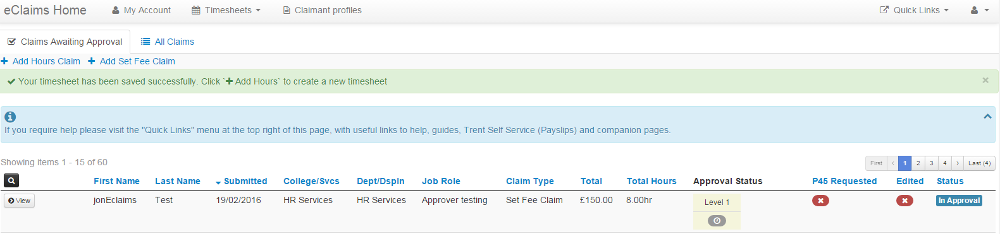 eClaims Home My Account Timesheets Claimant profiles Quick Links
Claims Awaiting Approval All Claims
Add Hours Claim Add Set Fee Claim
Your timesheet has been saved successfully. Click `+ Add Hours` to create a new timesheet ×
If you require help please visit the "Quick Links" menu at the top right of this page, with useful links to help, guides, Trent Self Service (Payslips) and companion pages.
Showing items 1 - 15 of 60 First ‹ 1 2 3 4 › Last (4)
First Name Last Name Submitted College/Svcs Dept/Dspln Job Role Claim Type Total Total Hours Approval Status P45 Requested Edited Status
View jonEclaims Test 19/02/2016 HR Services HR Services Approver testing Set Fee Claim £150.00 8.00hr Level 1 In Approval